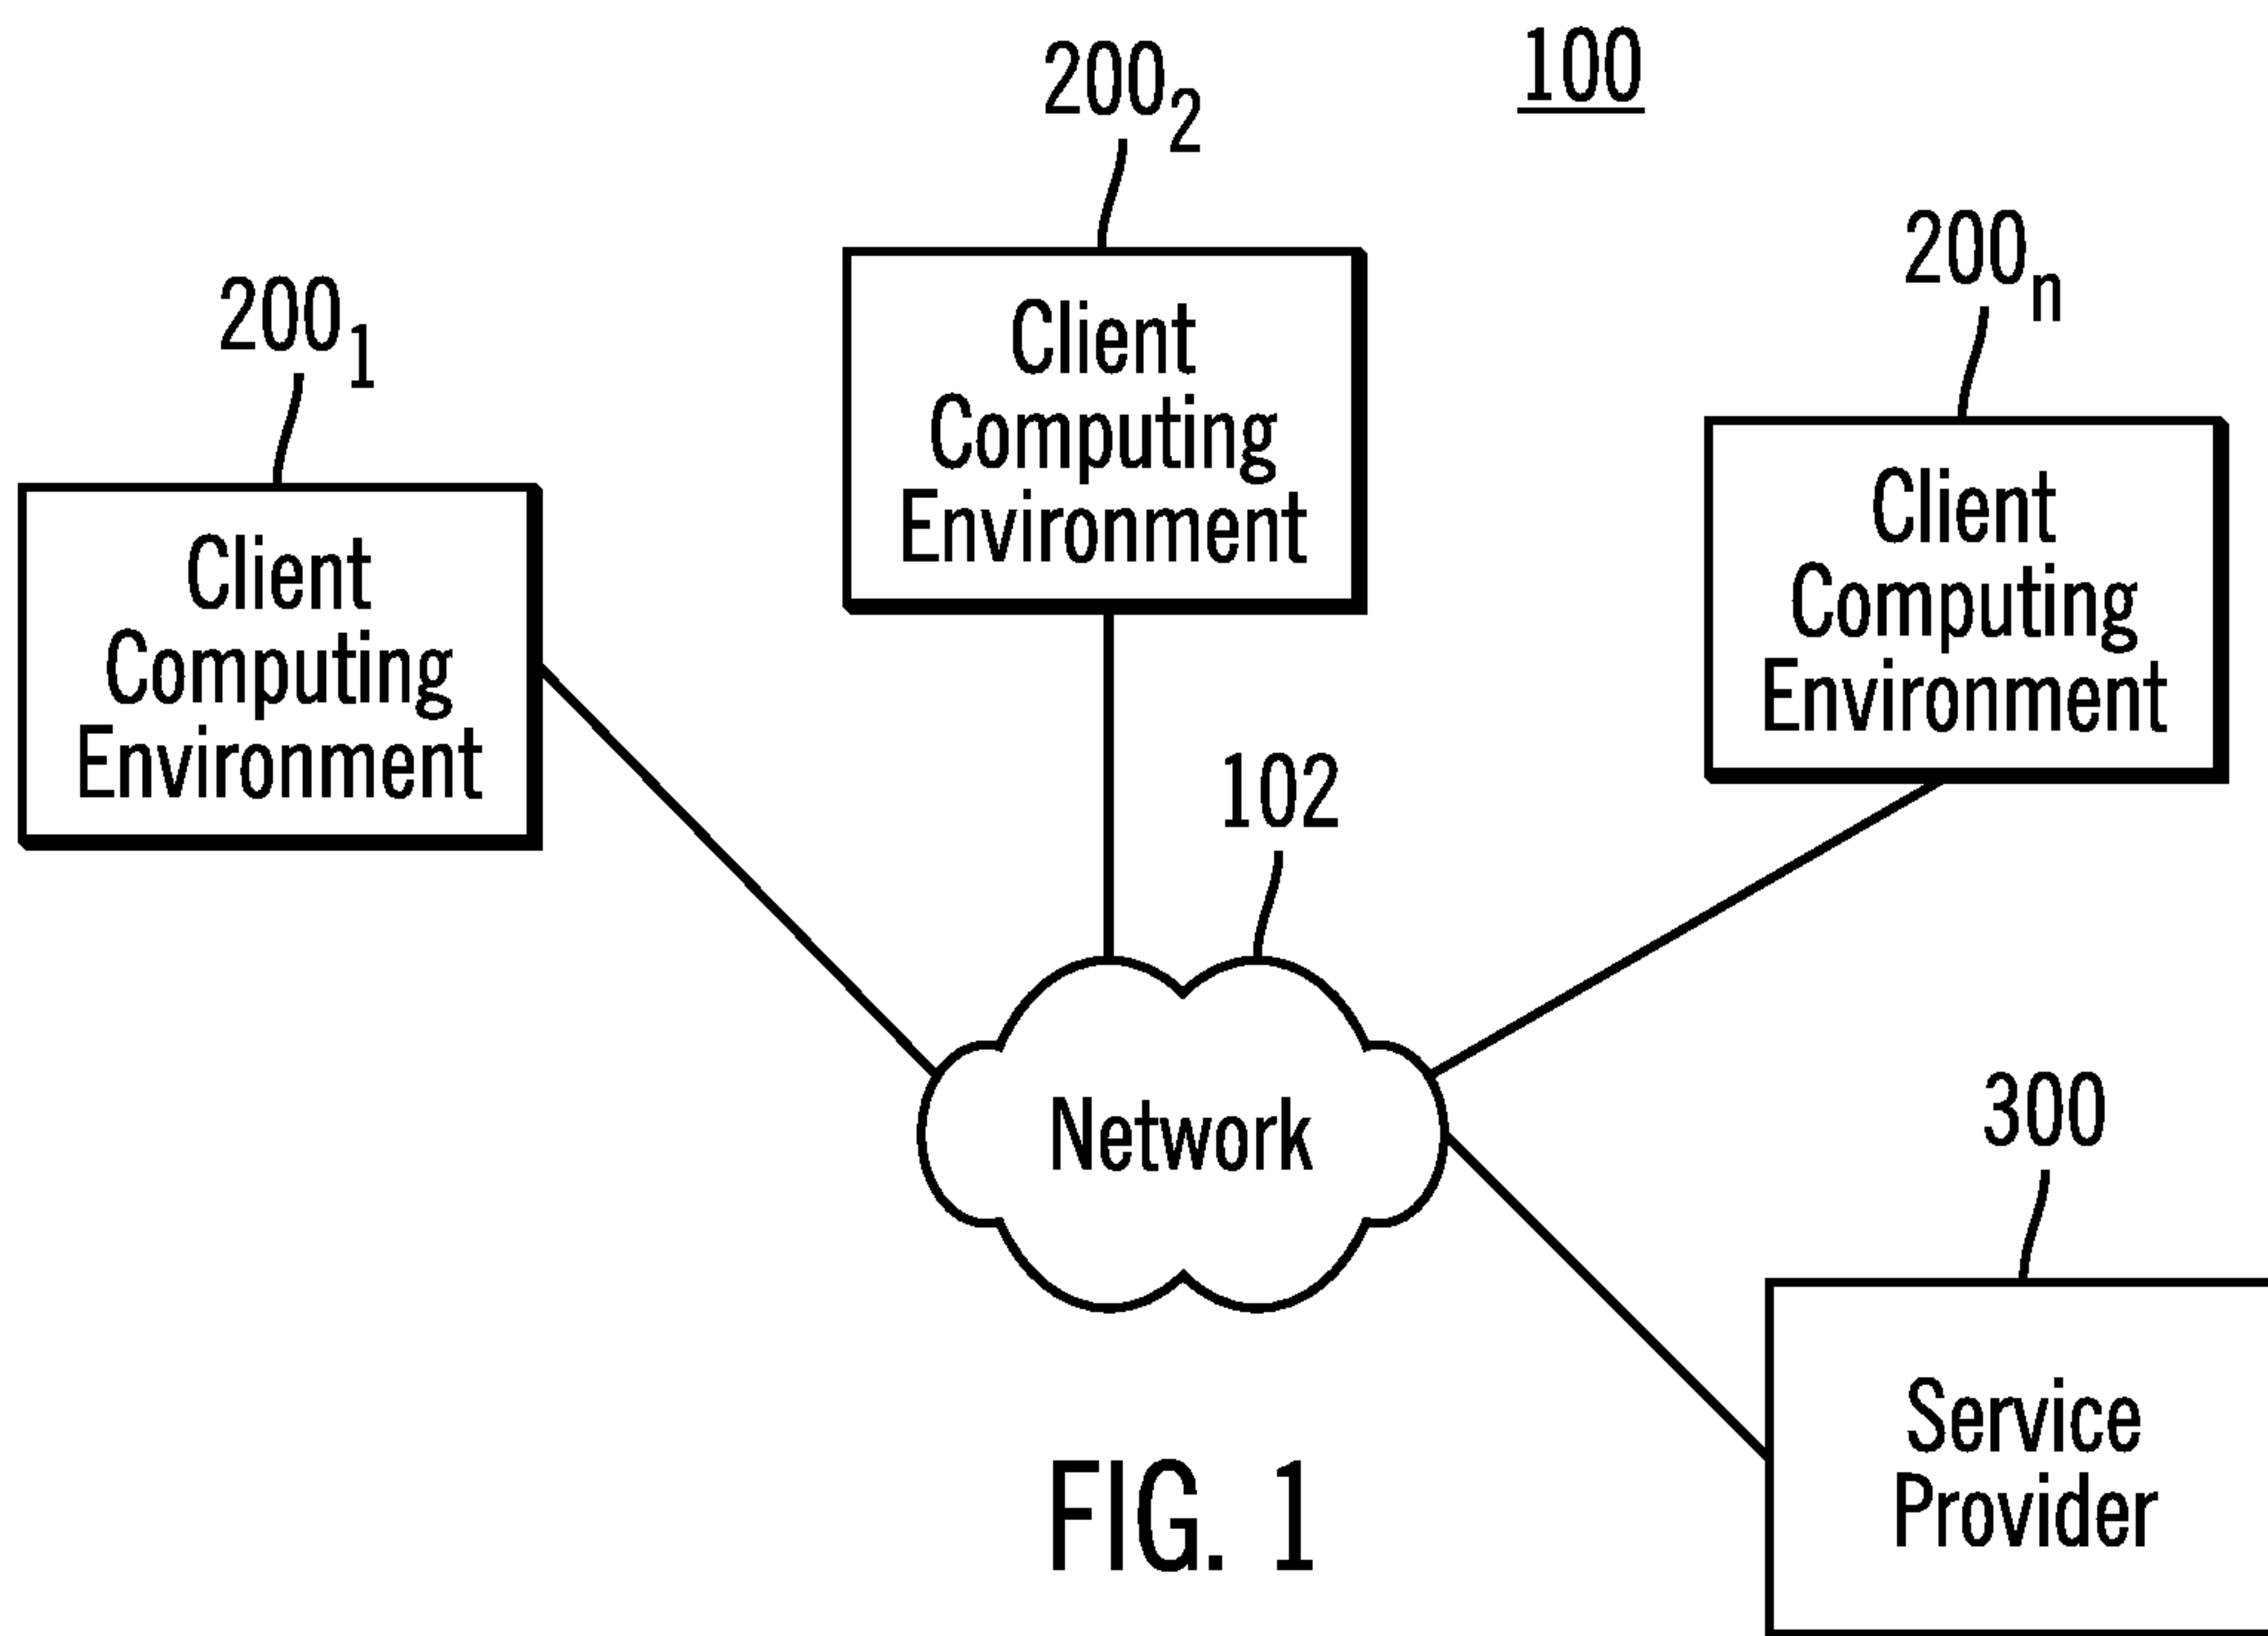 100
200₂
200ₙ
200₁
Client
Computing
Environment
Client
Computing
Environment
Client
Computing
Environment
102
Network
300
Service
Provider
FIG. 1